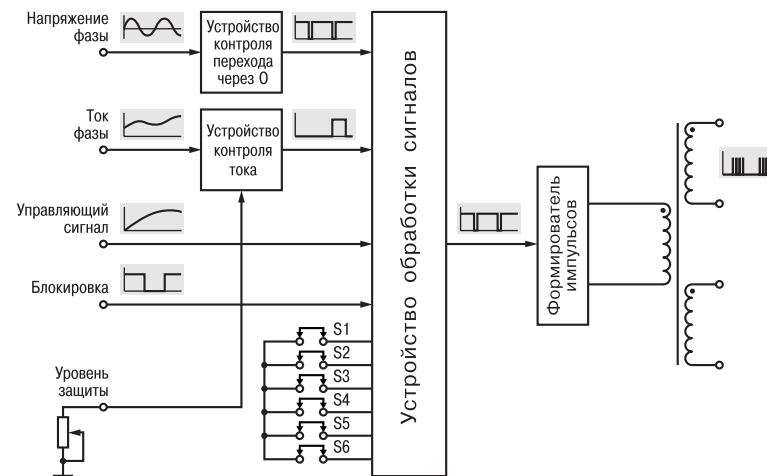 Напряжение
фазы
Устройство
контроля
перехода
через 0
Ток
фазы
Устройство
контроля
тока
Управляющий
сигнал
Блокировка
Уровень
защиты
S1
S2
S3
S4
S5
S6
Устройство обработки сигналов
Формирователь
импульсов